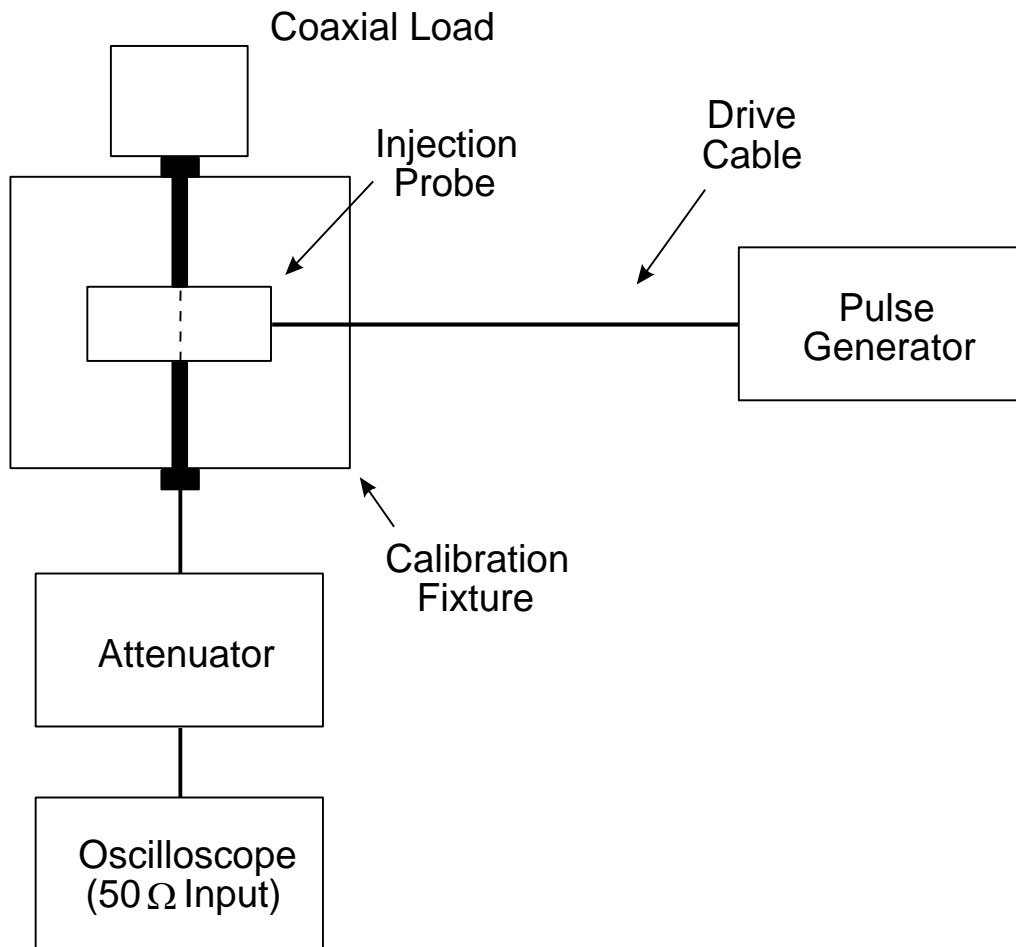 Coaxial Load
Injection
Probe
Drive
Cable
Pulse
Generator
Calibration
Fixture
Attenuator
Oscilloscope
(50 Ω Input)